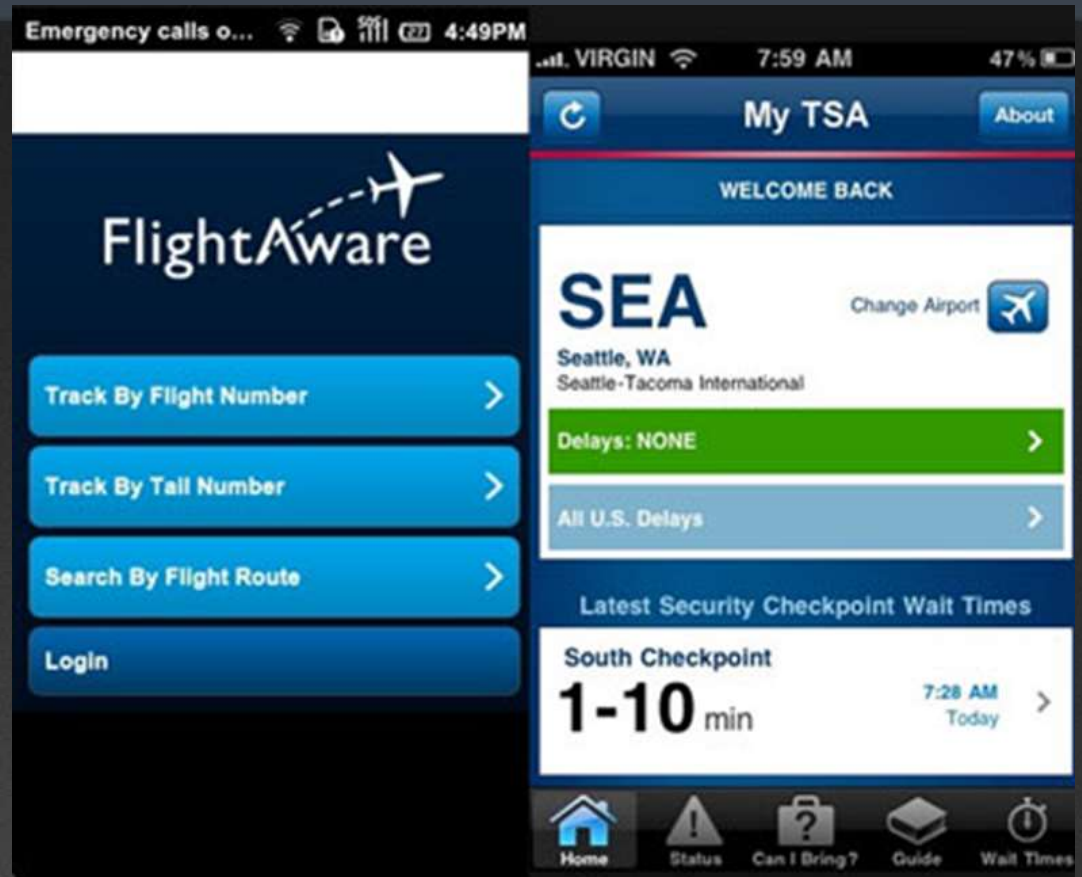 Emergency calls o... SOS 27 4:49PM
FlightAware
Track By Flight Number
Track By Tail Number
Search By Flight Route
Login
VIRGIN 7:59 AM 47%
My TSA About
WELCOME BACK
SEA
Change Airport
Seattle, WA
Seattle-Tacoma International
Delays: NONE
All U.S. Delays
Latest Security Checkpoint Wait Times
South Checkpoint
1-10 min
7:28 AM
Today
Home Status Can I Bring? Guide Wait Times